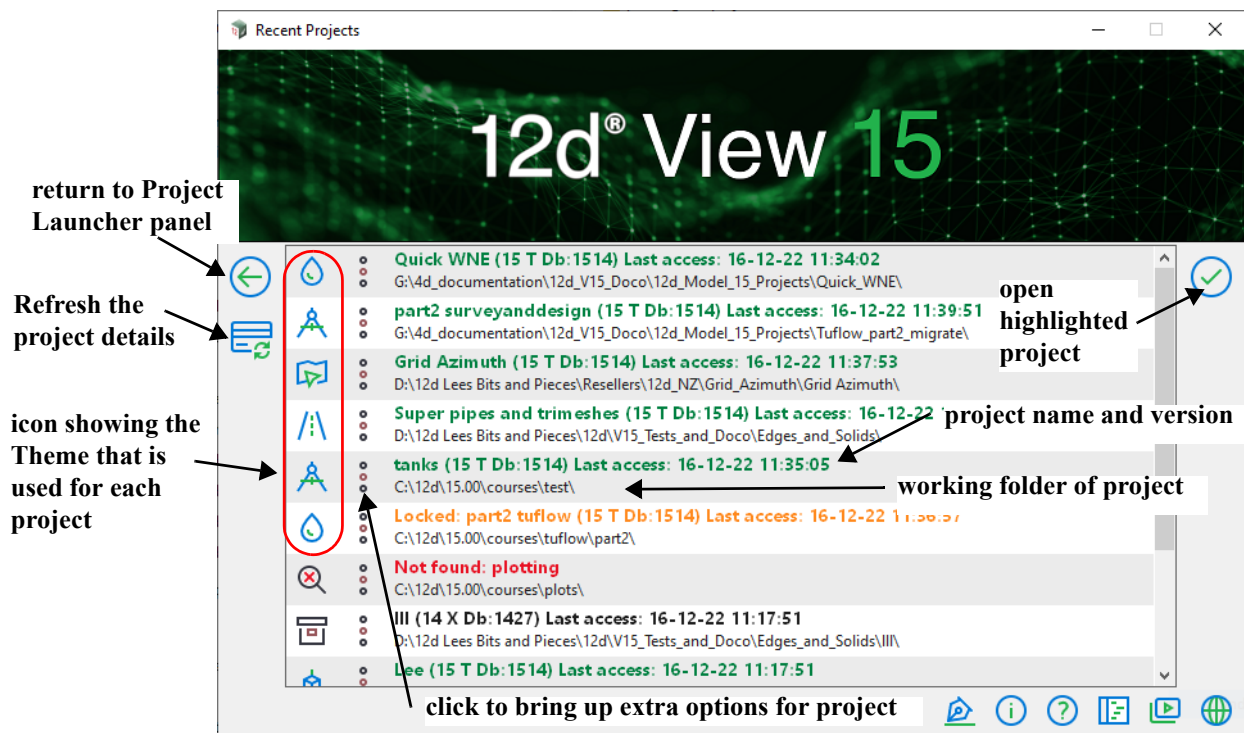 Recent Projects
12d® View 15
return to Project
Launcher panel
Refresh the
project details
icon showing the
Theme that is
used for each
project
Quick WNE (15 T Db:1514) Last access: 16-12-22 11:34:02
G:\4d_documentation\12d_V15_Doco\12d_Model_15_Projects\Quick_WNE\
part2 surveyanddesign (15 T Db:1514) Last access: 16-12-22 11:39:51
G:\4d_documentation\12d_V15_Doco\12d_Model_15_Projects\Tuflow_part2_migrate\
Grid Azimuth (15 T Db:1514) Last access: 16-12-22 11:37:53
D:\12d Lees Bits and Pieces\Resellers\12d_NZ\Grid_Azimuth\Grid Azimuth\
Super pipes and trimeshes (15 T Db:1514) Last access: 16-12-22
D:\12d Lees Bits and Pieces\12d\V15_Tests_and_Doco\Edges_and_Solids\
tanks (15 T Db:1514) Last access: 16-12-22 11:35:05
C:\12d\15.00\courses\test\
Locked: part2 tuflow (15 T Db:1514) Last access: 16-12-22 11:36:57
C:\12d\15.00\courses\tuflow\part2\
Not found: plotting
C:\12d\15.00\courses\plots\
III (14 X Db:1427) Last access: 16-12-22 11:17:51
D:\12d Lees Bits and Pieces\12d\V15_Tests_and_Doco\Edges_and_Solids\III\
Lee (15 T Db:1514) Last access: 16-12-22 11:17:51
open
highlighted
project
project name and version
working folder of project
click to bring up extra options for project